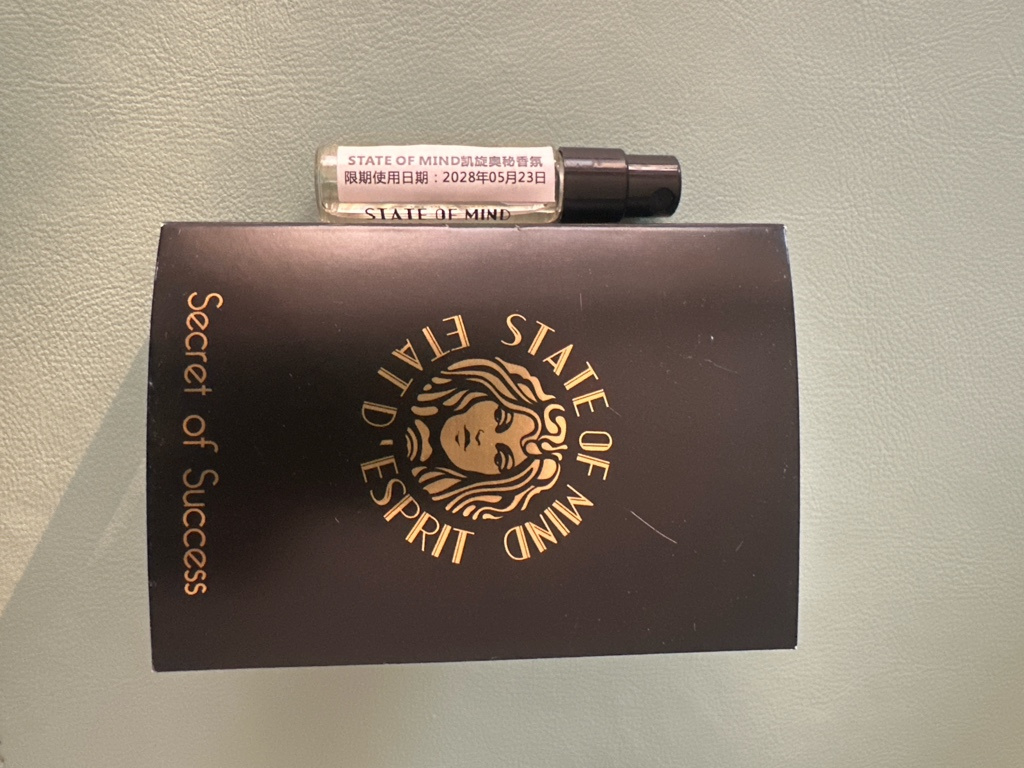 STATE OF MIND凱旋奧秘香氛
限期使用日期：2028年05月23日
STATE OF MIND
STATE OF MIND
ETAT D'ESPRIT
Secret of Success